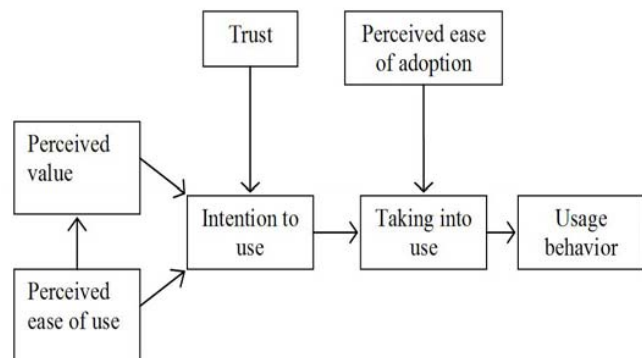 Trust
Perceived ease
of adoption
Perceived
value
Intention to
use
Taking into
use
Usage
behavior
Perceived
ease of use